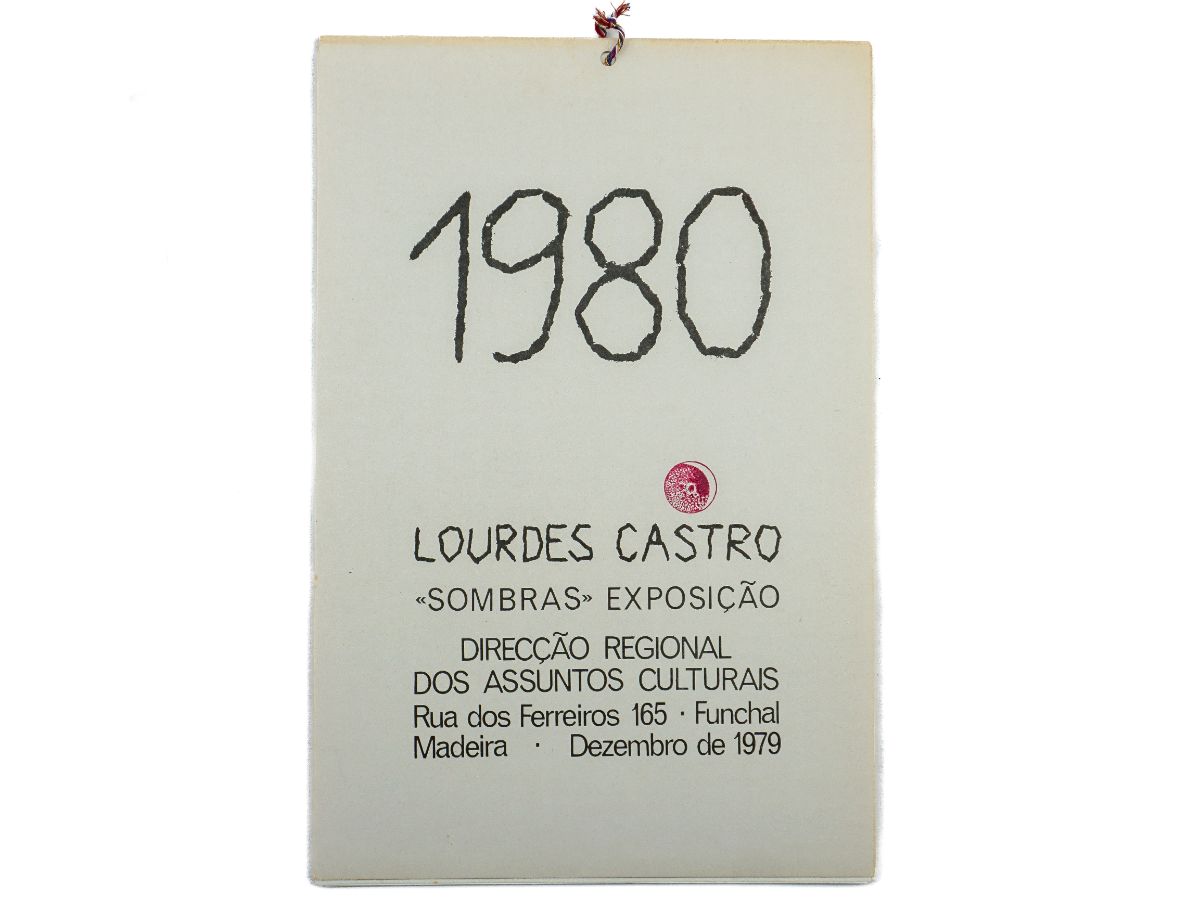 1980
LOURDES CASTRO
«SOMBRAS» EXPOSIÇÃO
DIRECÇÃO REGIONAL
DOS ASSUNTOS CULTURAIS
Rua dos Ferreiros 165 · Funchal
Madeira · Dezembro de 1979